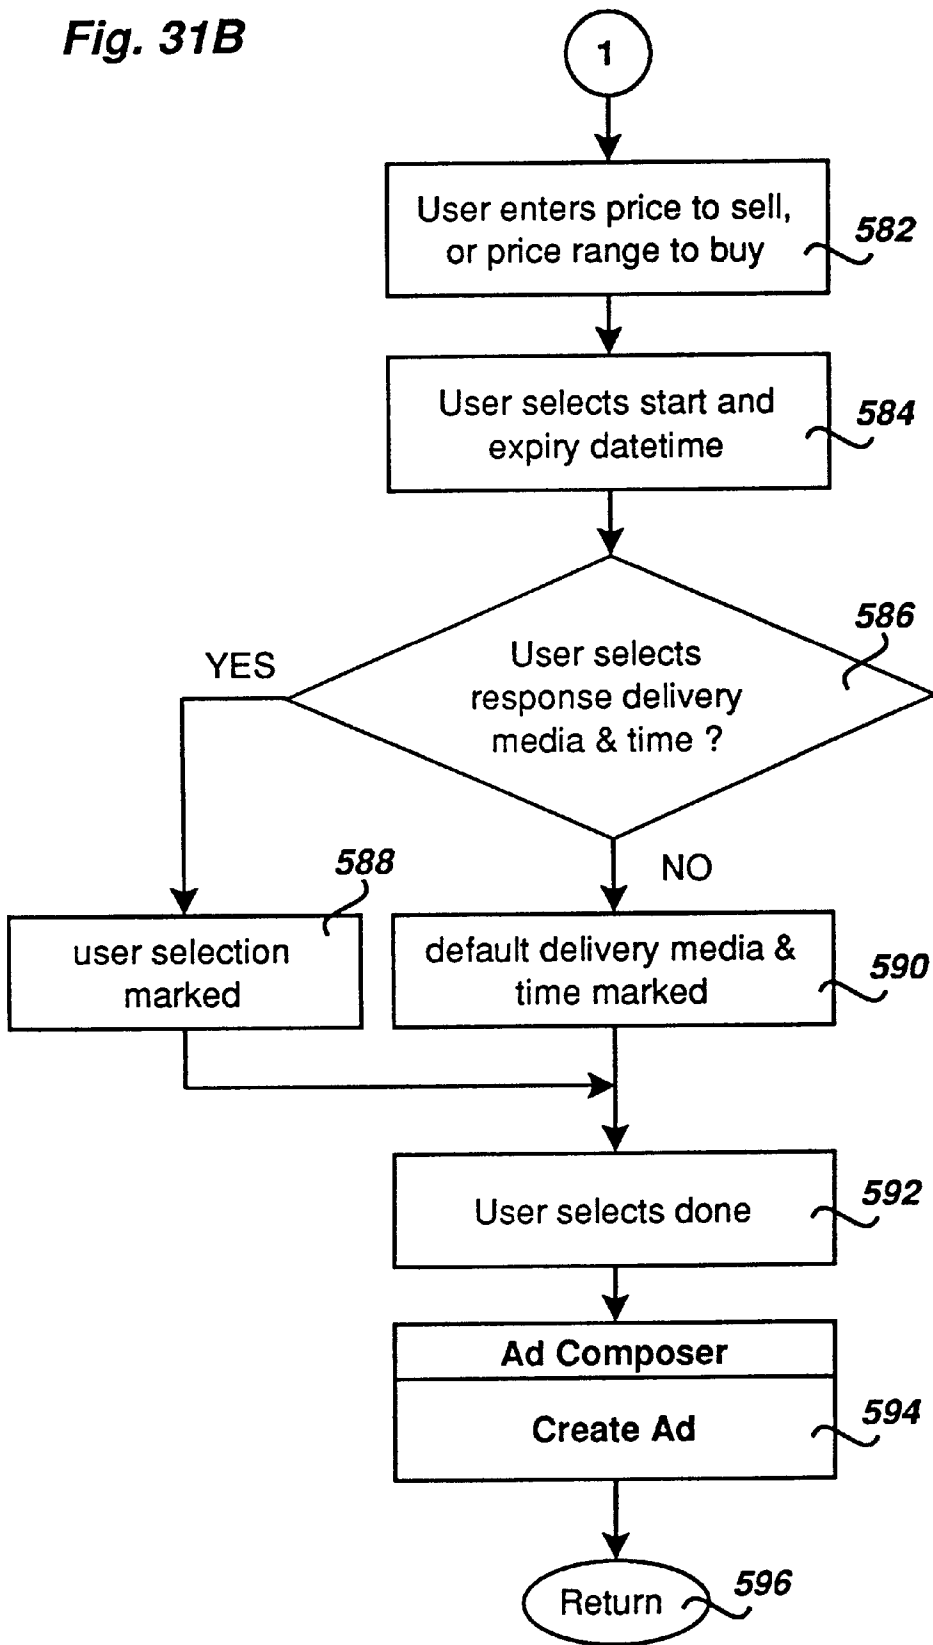 Fig. 31B
1
User enters price to sell,
or price range to buy
582
User selects start and
expiry datetime
584
User selects
response delivery
media & time ?
586
YES
NO
588
user selection
marked
default delivery media &
time marked
590
User selects done
592
Ad Composer
Create Ad
594
Return
596